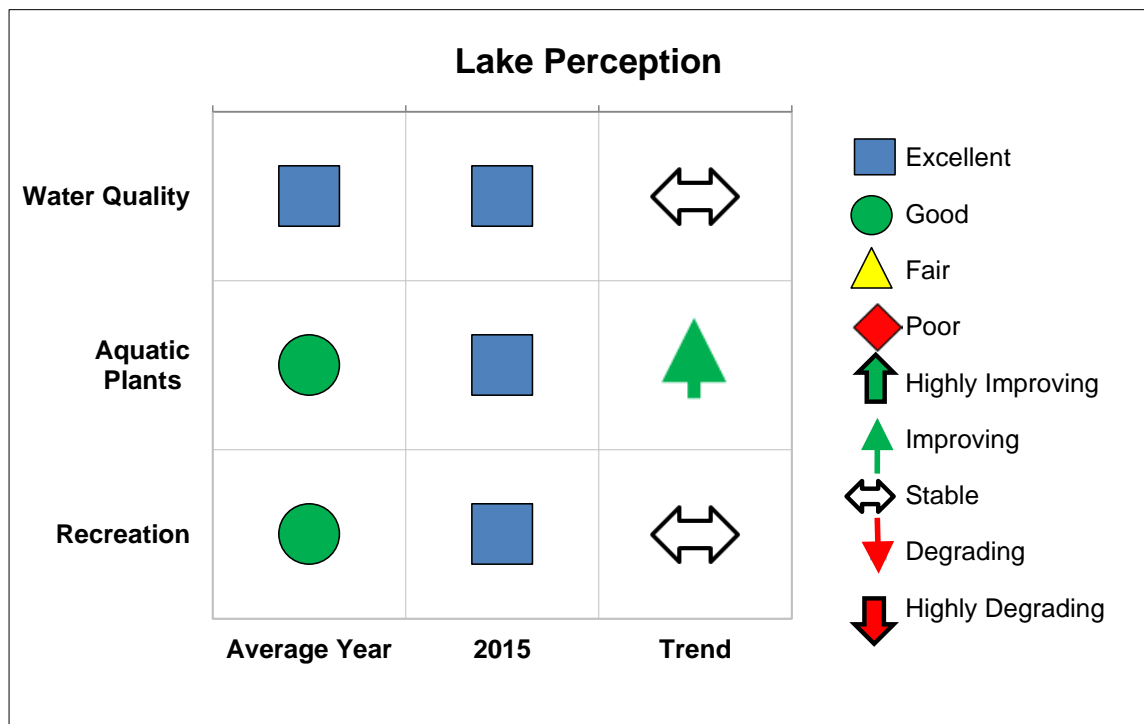 Lake Perception
Water Quality
Aquatic
Plants
Recreation
Average Year
2015
Trend
Excellent
Good
Fair
Poor
Highly Improving
Improving
Stable
Degrading
Highly Degrading